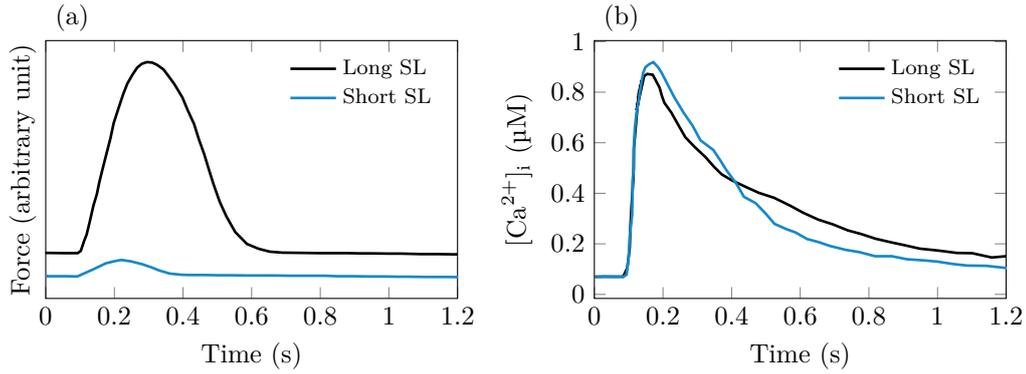 (a)
Force (arbitrary unit)
Long SL
Short SL
0 0.2 0.4 0.6 0.8 1 1.2
Time (s)
(b)
[Ca²⁺]ᵢ (µM)
1
0.8
0.6
0.4
0.2
0
Long SL
Short SL
0 0.2 0.4 0.6 0.8 1 1.2
Time (s)